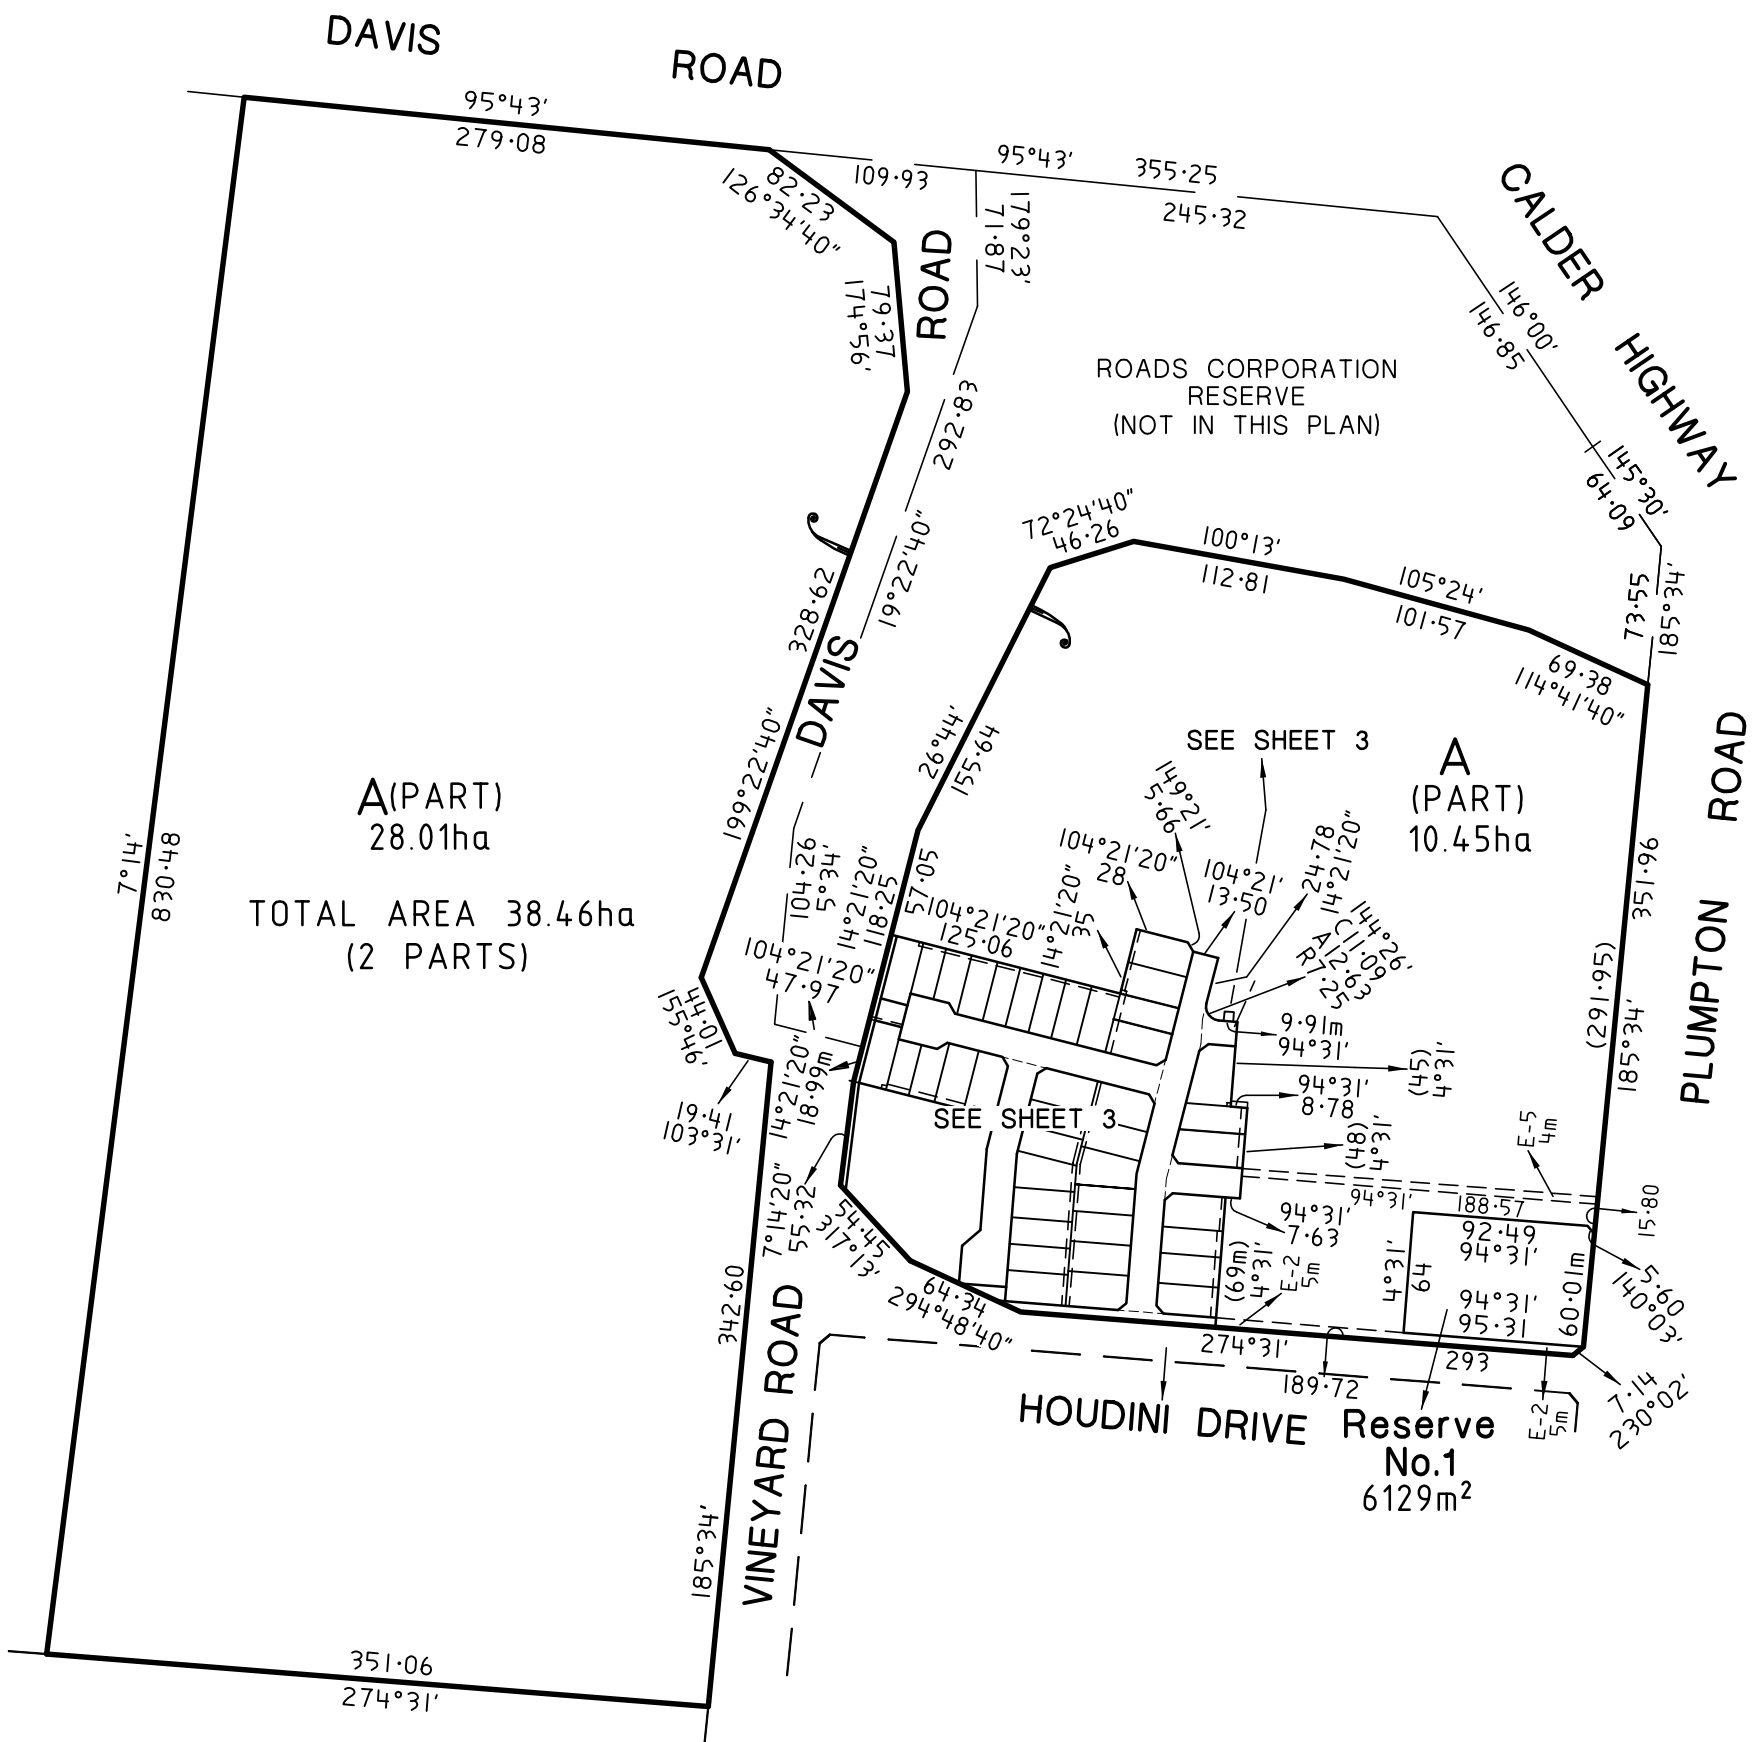 DAVIS ROAD
95°43'
279·08
82·23
126°34'40"
109·93
95°43'
355·25
245·32
179°23'
71·87
ROAD
79·37
174°56'
CALDER HIGHWAY
146°00'
146·85
145°30'
64·09
ROADS CORPORATION
RESERVE
(NOT IN THIS PLAN)
292·83
19°22'40"
72°24'40"
46·26
100°13'
112·81
105°24'
101·57
73·55
185°34'
69·38
114°41'40"
328·62
DAVIS
199°22'40"
26°44'
155·64
SEE SHEET 3
A
(PART)
10.45ha
PLUMPTON ROAD
A(PART)
28.01ha
TOTAL AREA 38.46ha
(2 PARTS)
7°14'
830·48
104·26
5°34'
14°21'20"
118·25
57·05
104°21'20"
125·06
14°21'20"
35
104°21'20"
28
149°21'
5·66
104°21'
13·50
24·78
14°21'20"
144°26'
C11·09
A12·63
R7·25
351·96
(291·95)
185°34'
104°21'20"
47·97
44·01
155°46'
19·41
103°31'
14°21'20"
18·99m
9·91m
94°31'
(45)
4°31'
94°31'
8·78
(48)
4°31'
SEE SHEET 3
E-5
4m
7°14'20"
55·32
54·45
317°13'
64·34
294°48'40"
94°31'
188·57
15·80
94°31'
7·63
(69m)
4°31'
E-2
5m
92·49
94°31'
4°31'
64
94°31'
95·31
60·01m
5·60
140°03'
342·60
185°34'
VINEYARD ROAD
274°31'
293
189·72
7·14
230°02'
E-2
5m
HOUDINI DRIVE
Reserve
No.1
6129m²
351·06
274°31'